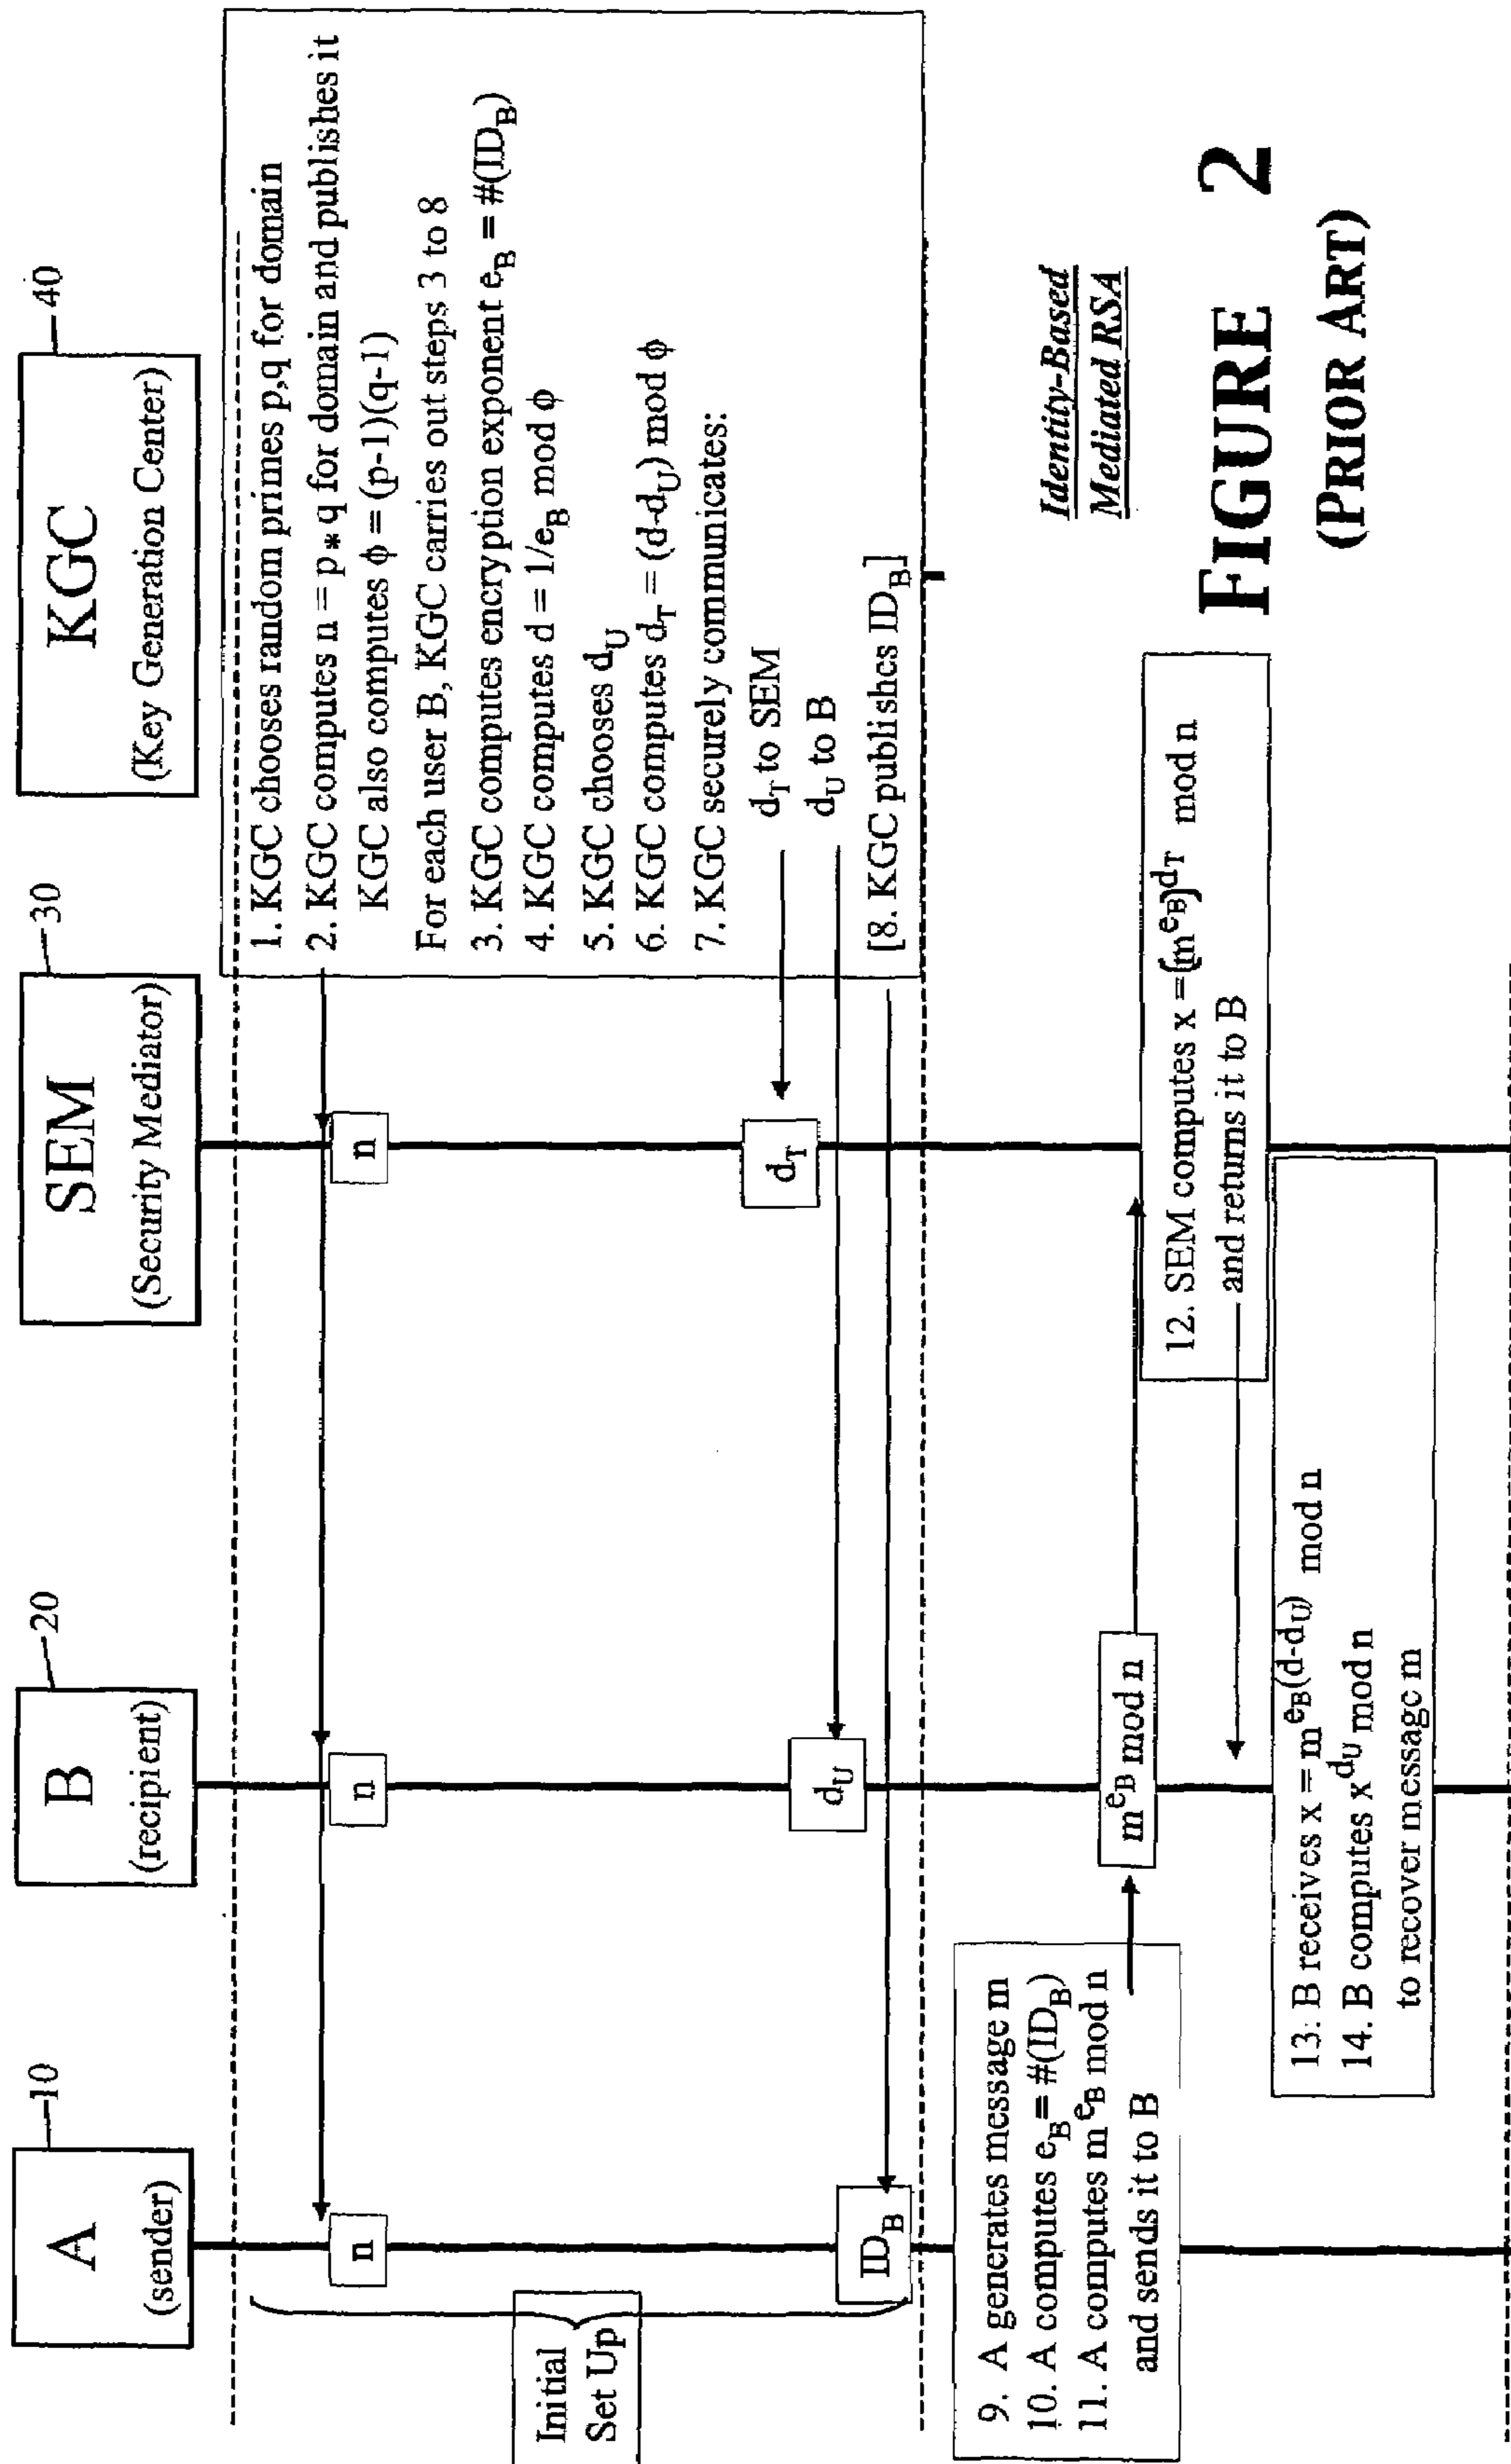 A
(sender)
10
B
(recipient)
20
SEM
(Security Mediator)
30
KGC
(Key Generation Center)
40
Initial
Set Up
1. KGC chooses random primes p,q for domain
2. KGC computes n = p * q for domain and publishes it
KGC also computes ϕ = (p-1)(q-1)
For each user B, KGC carries out steps 3 to 8
3. KGC computes encryption exponent e_B = #(ID_B)
4. KGC computes d = 1/e_B mod ϕ
5. KGC chooses d_U
6. KGC computes d_T = (d-d_U) mod ϕ
7. KGC securely communicates:
d_T to SEM
d_U to B
[8. KGC publishes ID_B]
n
n
n
d_T
d_U
ID_B
9. A generates message m
10. A computes e_B = #(ID_B)
11. A computes m^e_B mod n
and sends it to B
m^e_B mod n
12. SEM computes x = (m^e_B)^d_T mod n
and returns it to B
13: B receives x = m^e_B(d-d_U) mod n
14. B computes x^d_U mod n
to recover message m
Identity-Based
Mediated RSA
FIGURE 2
(PRIOR ART)